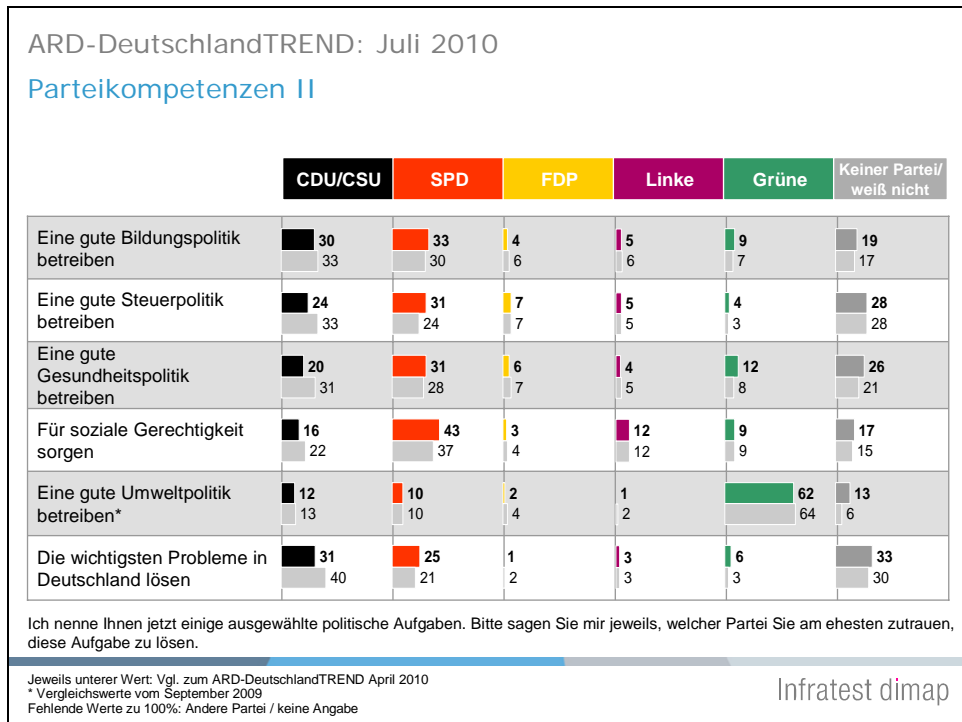 ARD-DeutschlandTREND: Juli 2010
Parteikompetenzen II
CDU/CSU SPD FDP Linke Grüne Keiner Partei/
weiß nicht
Eine gute Bildungspolitik
betreiben
30 33 4 5 9 19
33 30 6 6 7 17
Eine gute Steuerpolitik
betreiben
24 31 7 5 4 28
33 24 7 5 3 28
Eine gute
Gesundheitspolitik
betreiben
20 31 6 4 12 26
31 28 7 5 8 21
Für soziale Gerechtigkeit
sorgen
16 43 3 12 9 17
22 37 4 12 9 15
Eine gute Umweltpolitik
betreiben*
12 10 2 1 62 13
13 10 4 2 64 6
Die wichtigsten Probleme in
Deutschland lösen
31 25 1 3 6 33
40 21 2 3 3 30
Ich nenne Ihnen jetzt einige ausgewählte politische Aufgaben. Bitte sagen Sie mir jeweils, welcher Partei Sie am ehesten zutrauen,
diese Aufgabe zu lösen.
Jeweils unterer Wert: Vgl. zum ARD-DeutschlandTREND April 2010
* Vergleichswerte vom September 2009
Fehlende Werte zu 100%: Andere Partei / keine Angabe
Infratest dimap